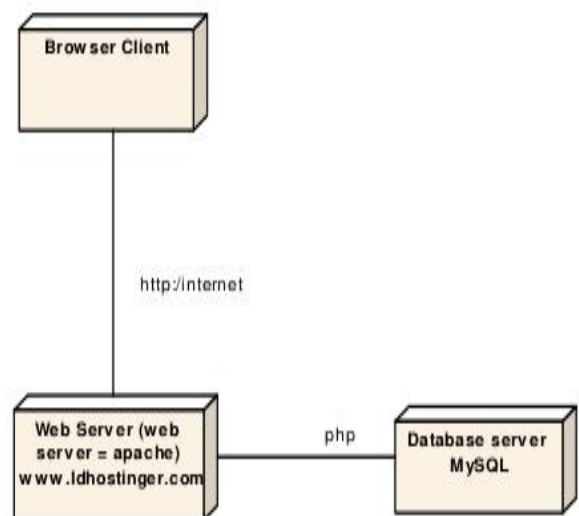 Browser Client
http:/internet
Web Server (web
server = apache)
www.ldhostinger.com
php
Database server
MySQL